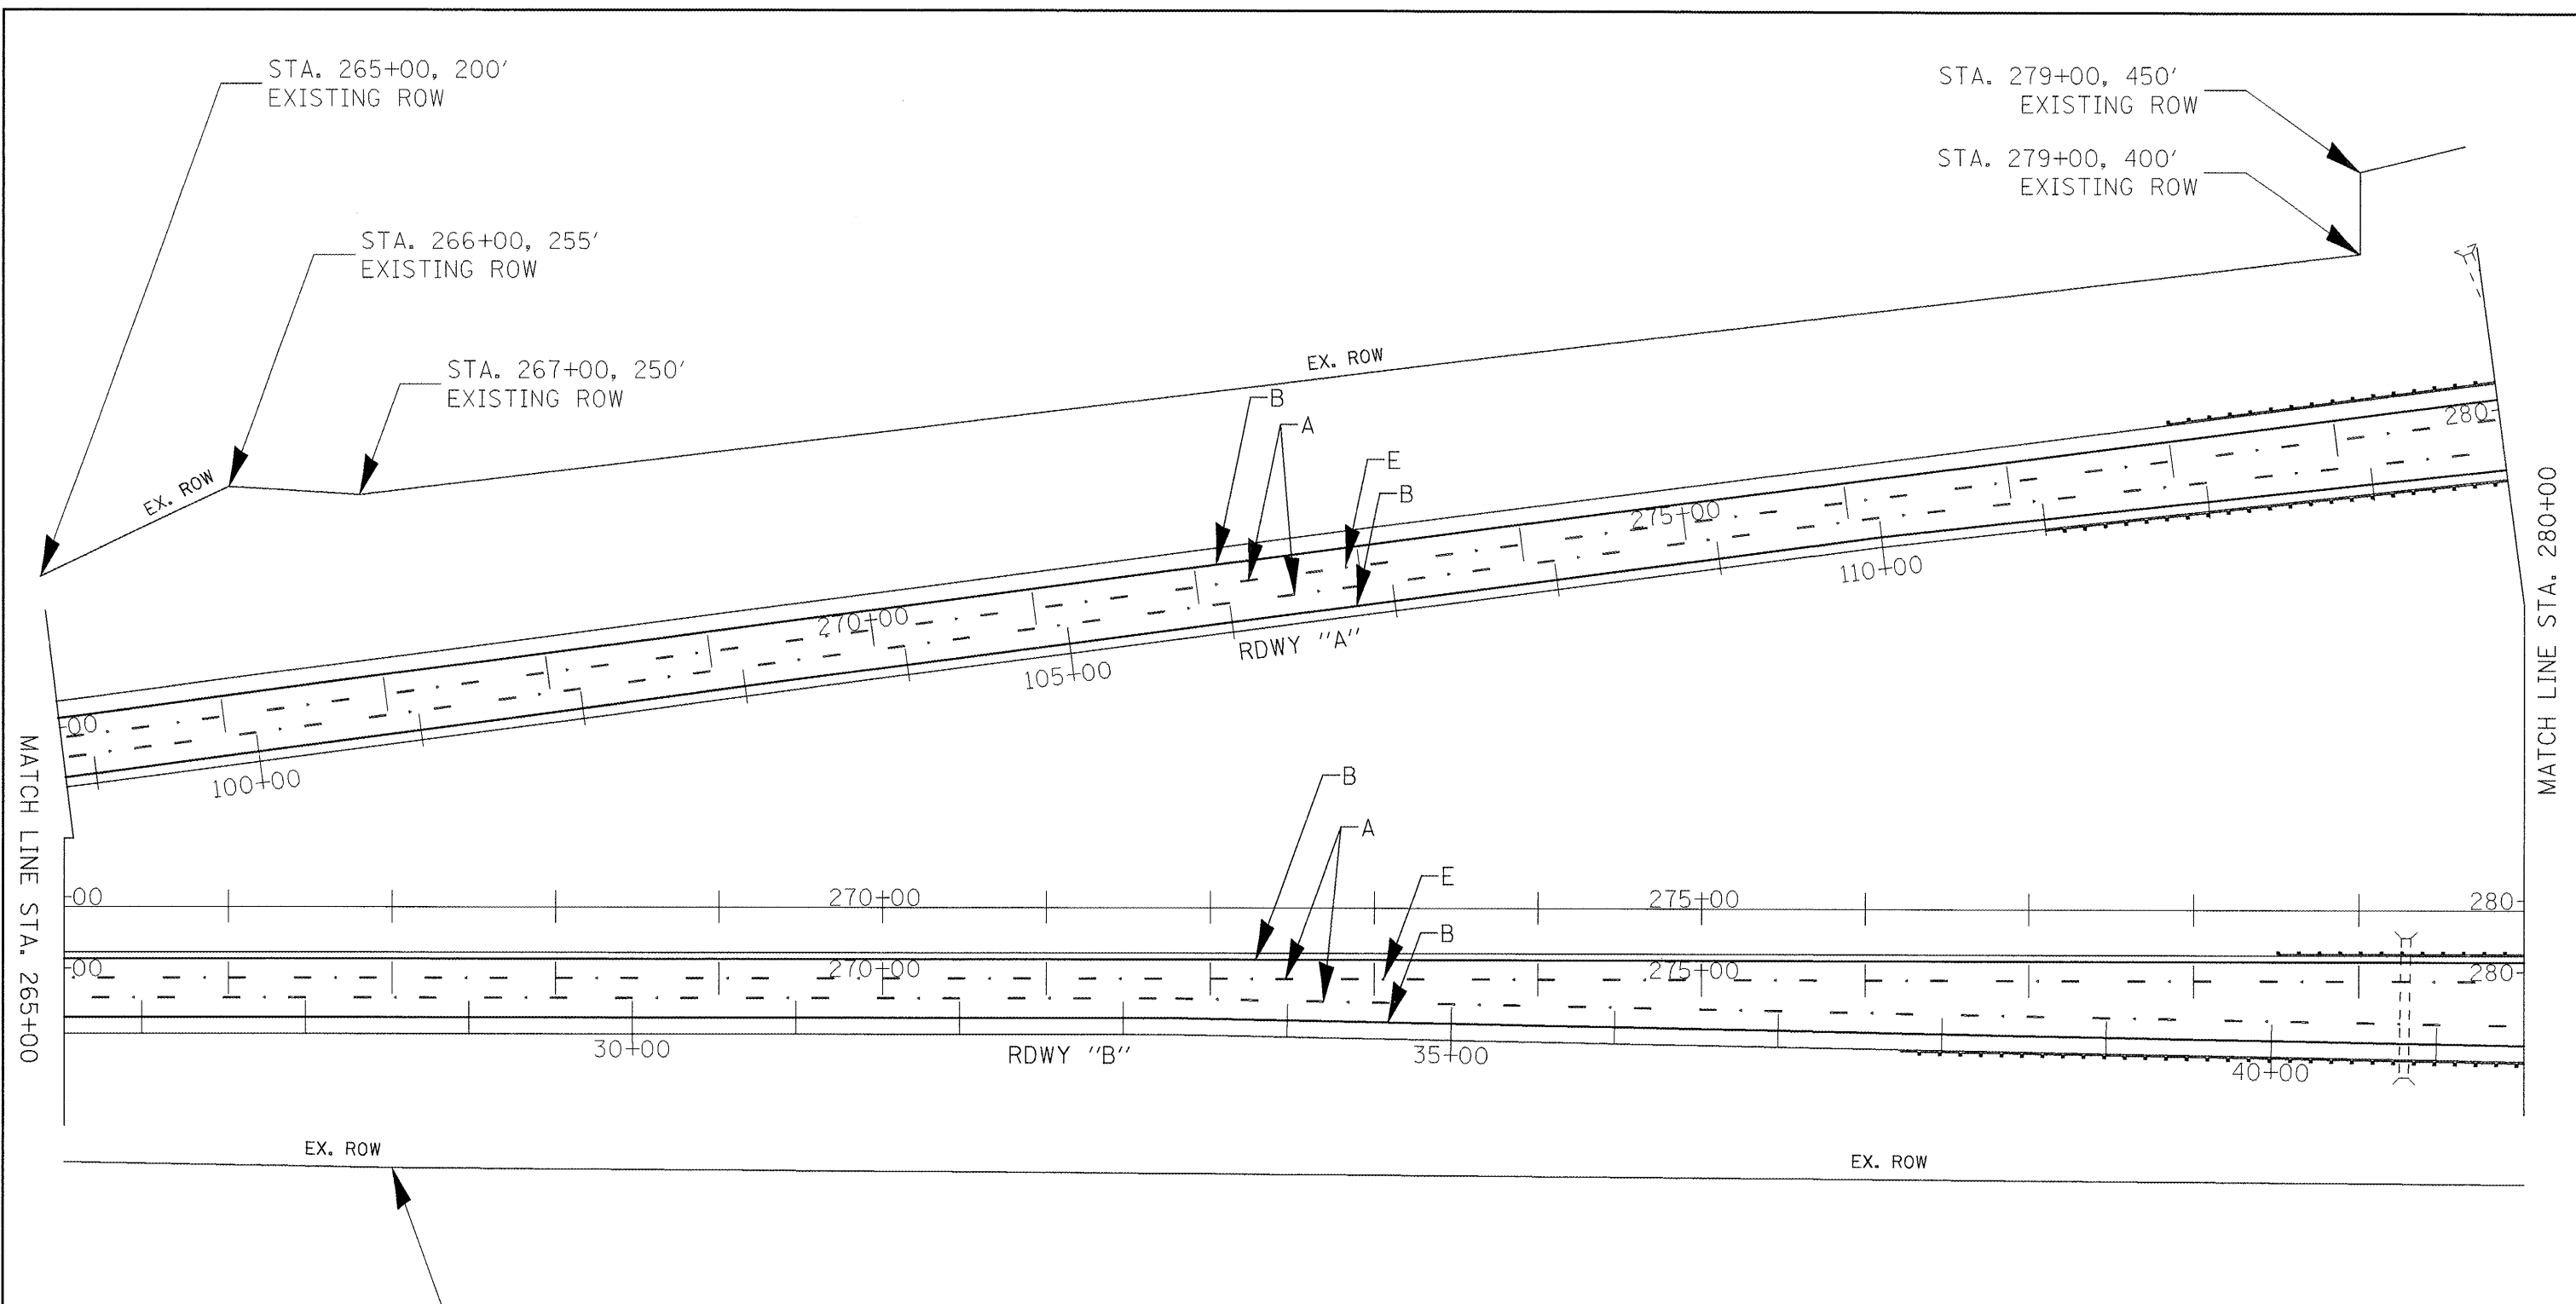 STA. 265+00, 200'
EXISTING ROW
STA. 279+00, 450'
EXISTING ROW
STA. 279+00, 400'
EXISTING ROW
STA. 266+00, 255'
EXISTING ROW
STA. 267+00, 250'
EXISTING ROW
EX. ROW
EX. ROW
B
A
E
B
280
275+00
110+00
270+00
RDWY "A"
105+00
00
100+00
MATCH LINE STA. 265+00
MATCH LINE STA. 280+00
B
A
E
B
00
270+00
275+00
280
00
270+00
275+00
280
30+00
RDWY "B"
35+00
40+00
EX. ROW
EX. ROW